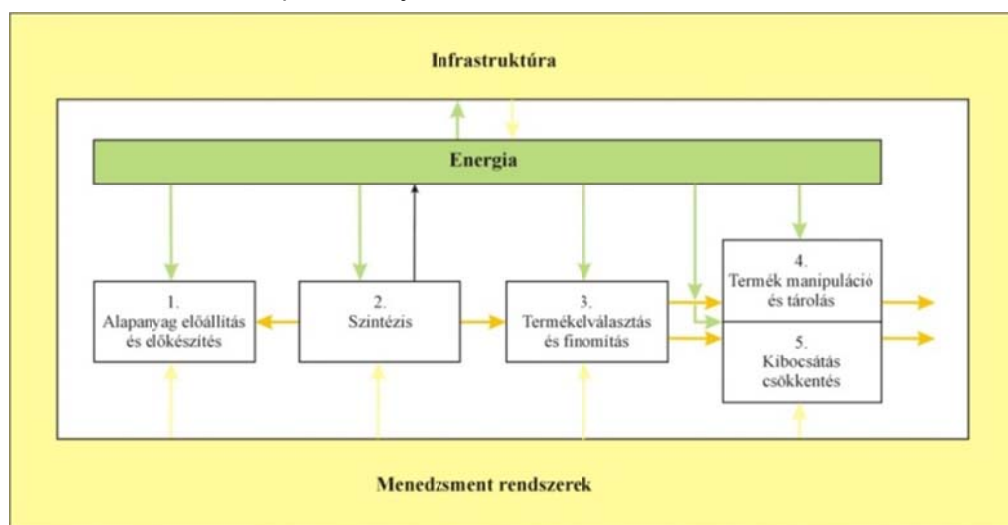 Infrastruktúra
Energia
1.
Alapanyag előállítás
és előkészítés
2.
Szintézis
3.
Termékelválasztás
és finomítás
4.
Termék manipuláció
és tárolás
5.
Kibocsátás
csökkentés
Menedzsment rendszerek